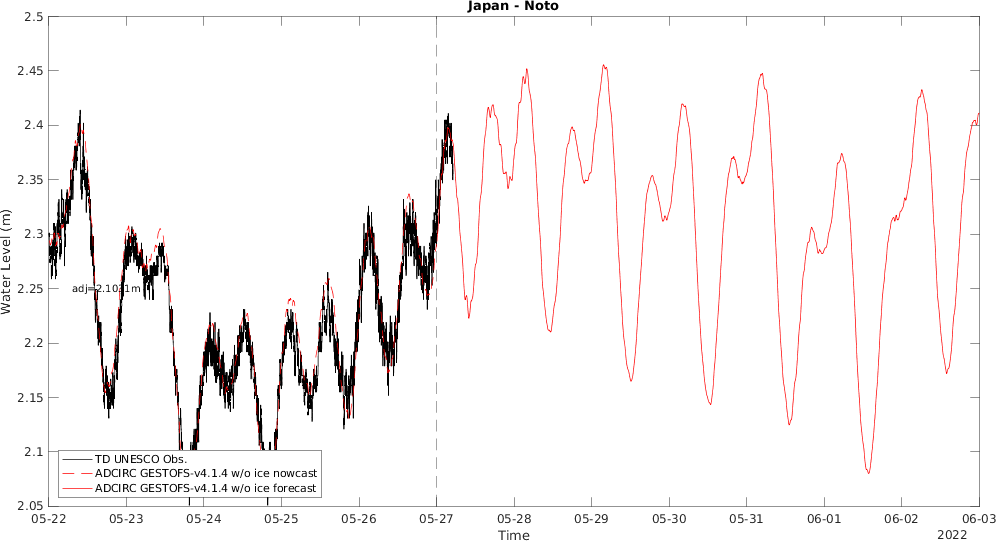 Japan - Noto
2.5
2.45
2.4
2.35
2.3
2.25
2.2
2.15
2.1
2.05
Water Level (m)
adj=2.1021m
TD UNESCO Obs.
ADCIRC GESTOFS-v4.1.4 w/o ice nowcast
ADCIRC GESTOFS-v4.1.4 w/o ice forecast
05-22 05-23 05-24 05-25 05-26 05-27 05-28 05-29 05-30 05-31 06-01 06-02 06-03
Time
2022